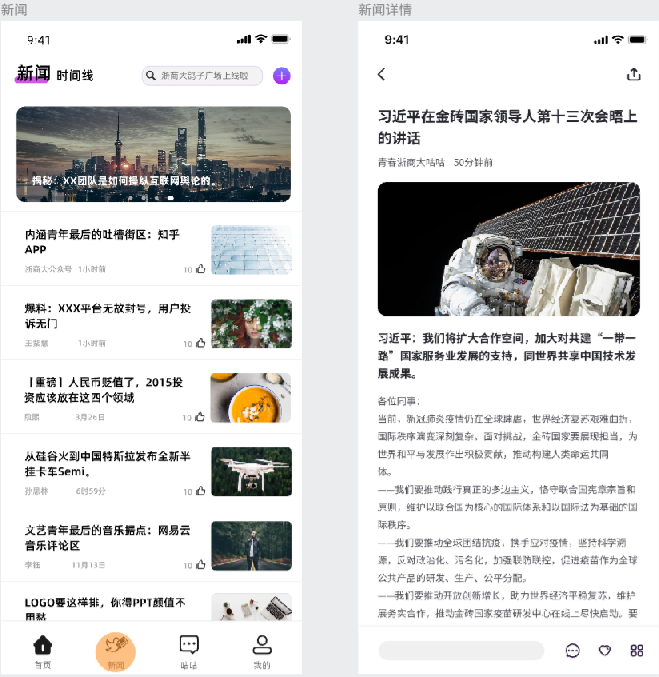 新闻
9:41
新闻 时间线
浙商大鸽子广场上线啦
揭秘：XX团队是如何操纵互联网舆论的。
内涵青年最后的吐槽街区：知乎
APP
浙商大公众号 1小时前 10
爆料：XXX平台无故封号，用户投
诉无门
王紫慧 1小时前 10
【重磅】人民币贬值了，2015投
资应该放在这四个领域
3月26日 10
从硅谷火到中国特斯拉发布全新半
挂卡车Semi。
孙思林 6时59分 10
文艺青年最后的音乐据点：网易云
音乐评论区
李钰 11月13日 10
LOGO要这样能，你得PPT颜值不
用愁
首页 新闻 咕咕 我的
新闻详情
9:41
习近平在金砖国家领导人第十三次会晤上
的讲话
青春浙商大咕咕 50分钟前
习近平：我们将扩大合作空间，加大对共建“一带一
路”国家服务业发展的支持，同世界共享中国技术发
展成果。
各位同事：
当前，新冠肺炎疫情仍在全球肆虐，世界经济复苏艰难曲折，
国际秩序演变深刻复杂。面对挑战，金砖国家要展现担当，为
世界和平与发展作出积极贡献，推动构建人类命运共同
体。
——我们要推动践行真正的多边主义，恪守联合国宪章宗旨和
原则，维护以联合国为核心的国际体系和以国际法为基础的国
际秩序。
——我们要推动全球团结抗疫，携手应对疫情，坚持科学溯
源，反对政治化、污名化，加强联防联控，促进疫苗作为全球
公共产品的研发、生产、公平分配。
——我们要推动开放创新增长，助力世界经济平稳复苏，维护
展务实合作，推动金砖国家疫苗研发中心在线上尽快启动。要